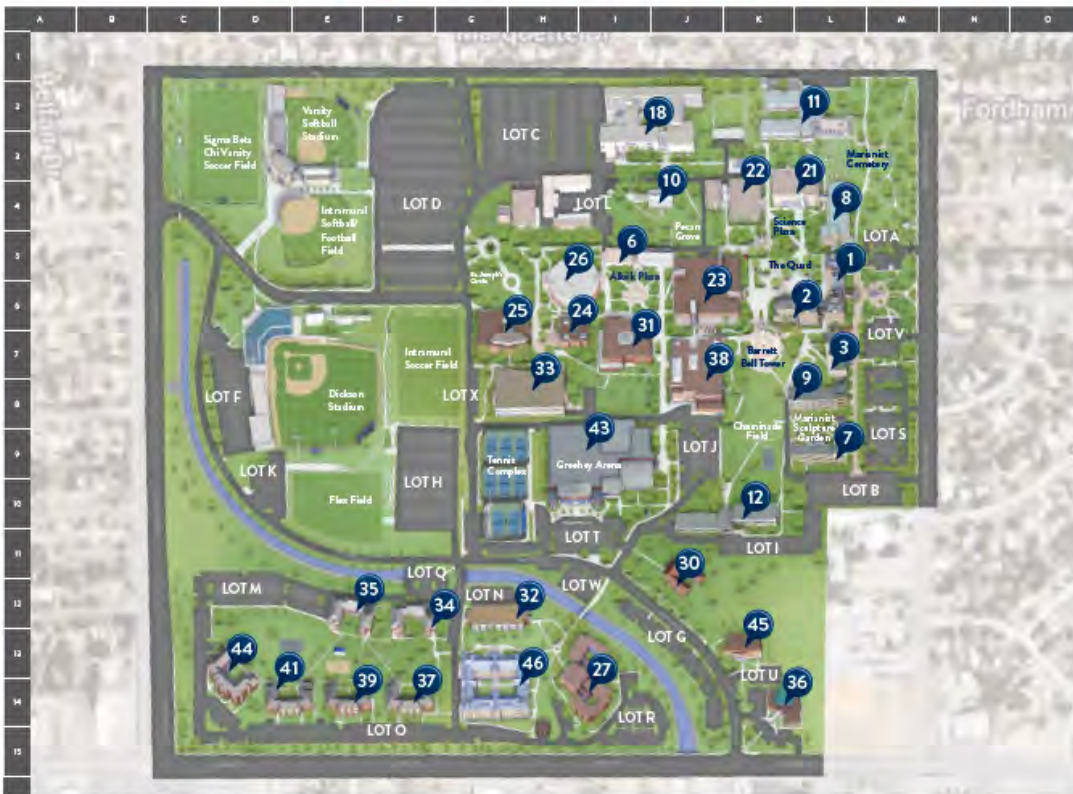 A B C D E F G H I J K L M N O
1
2
3
4
5
6
7
8
9
10
11
12
13
14
15
Fordham
Sigma Beta
Chi Varsity
Soccer Field
Varsity
Softball
Stadium
LOT C
18
11
Marianist
Cemetery
22
21
10
LOT L
LOT D
Intramural
Softball/
Football
Field
Pecan
Grove
8
Science
Plaza
LOT A
St. Joseph's
Circle
26
6
Alkek Plaza
The Quad
1
23
2
25
24
31
LOT V
3
Intramural
Soccer Field
38
Barrett
Bell Tower
33
LOT X
LOT F
Dickson
Stadium
9
Marianist
Sculpture
Garden
7
LOT S
Chaminade
Field
43
Greehey Arena
Tennis
Complex
LOT J
LOT K
LOT H
Flex Field
LOT B
12
LOT T
LOT I
LOT Q
LOT W
30
LOT M
35
34
LOT N
32
LOT G
45
44
41
39
37
46
27
LOT U
36
LOT R
LOT O